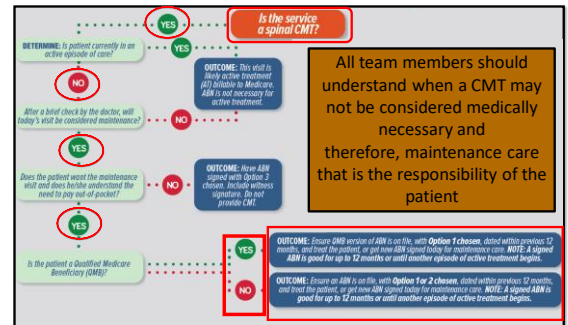 YES
Is the service
a spinal CMT?
DETERMINE: Is patient currently in an
active episode of care?
YES
OUTCOME: This visit is
likely active treatment
(AT) billable to Medicare.
ABN is not necessary for
active treatment.
NO
After a brief check by the doctor, will
today's visit be considered maintenance?
NO
YES
Does the patient want the maintenance
visit and does he/she understand the
need to pay out-of-pocket?
NO
OUTCOME: Have ABN
signed with Option 3
chosen. Include witness
signature. Do not
provide CMT.
YES
Is the patient a Qualified Medicare
Beneficiary (QMB)?
YES
OUTCOME: Ensure QMB version of ABN is on file, with Option 1 chosen, dated within previous 12
months, and treat the patient, or get new ABN signed today for maintenance care. NOTE: A signed
ABN is good for up to 12 months or until another episode of active treatment begins.
NO
OUTCOME: Ensure an ABN is on file, with Option 1 or 2 chosen, dated within previous 12 months,
and treat the patient, or get new ABN signed today for maintenance care. NOTE: A signed ABN is
good for up to 12 months or until another episode of active treatment begins.
All team members should
understand when a CMT may
not be considered medically
necessary and
therefore, maintenance care
that is the responsibility of the
patient